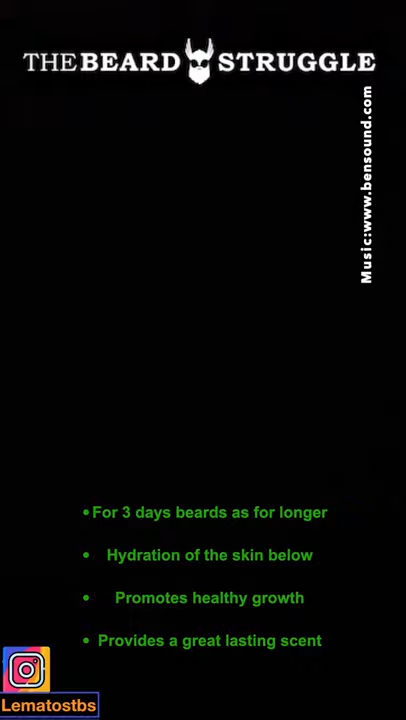 THE BEARD STRUGGLE
Music:www.bensound.com
•For 3 days beards as for longer
• Hydration of the skin below
• Promotes healthy growth
• Provides a great lasting scent
Lematostbs